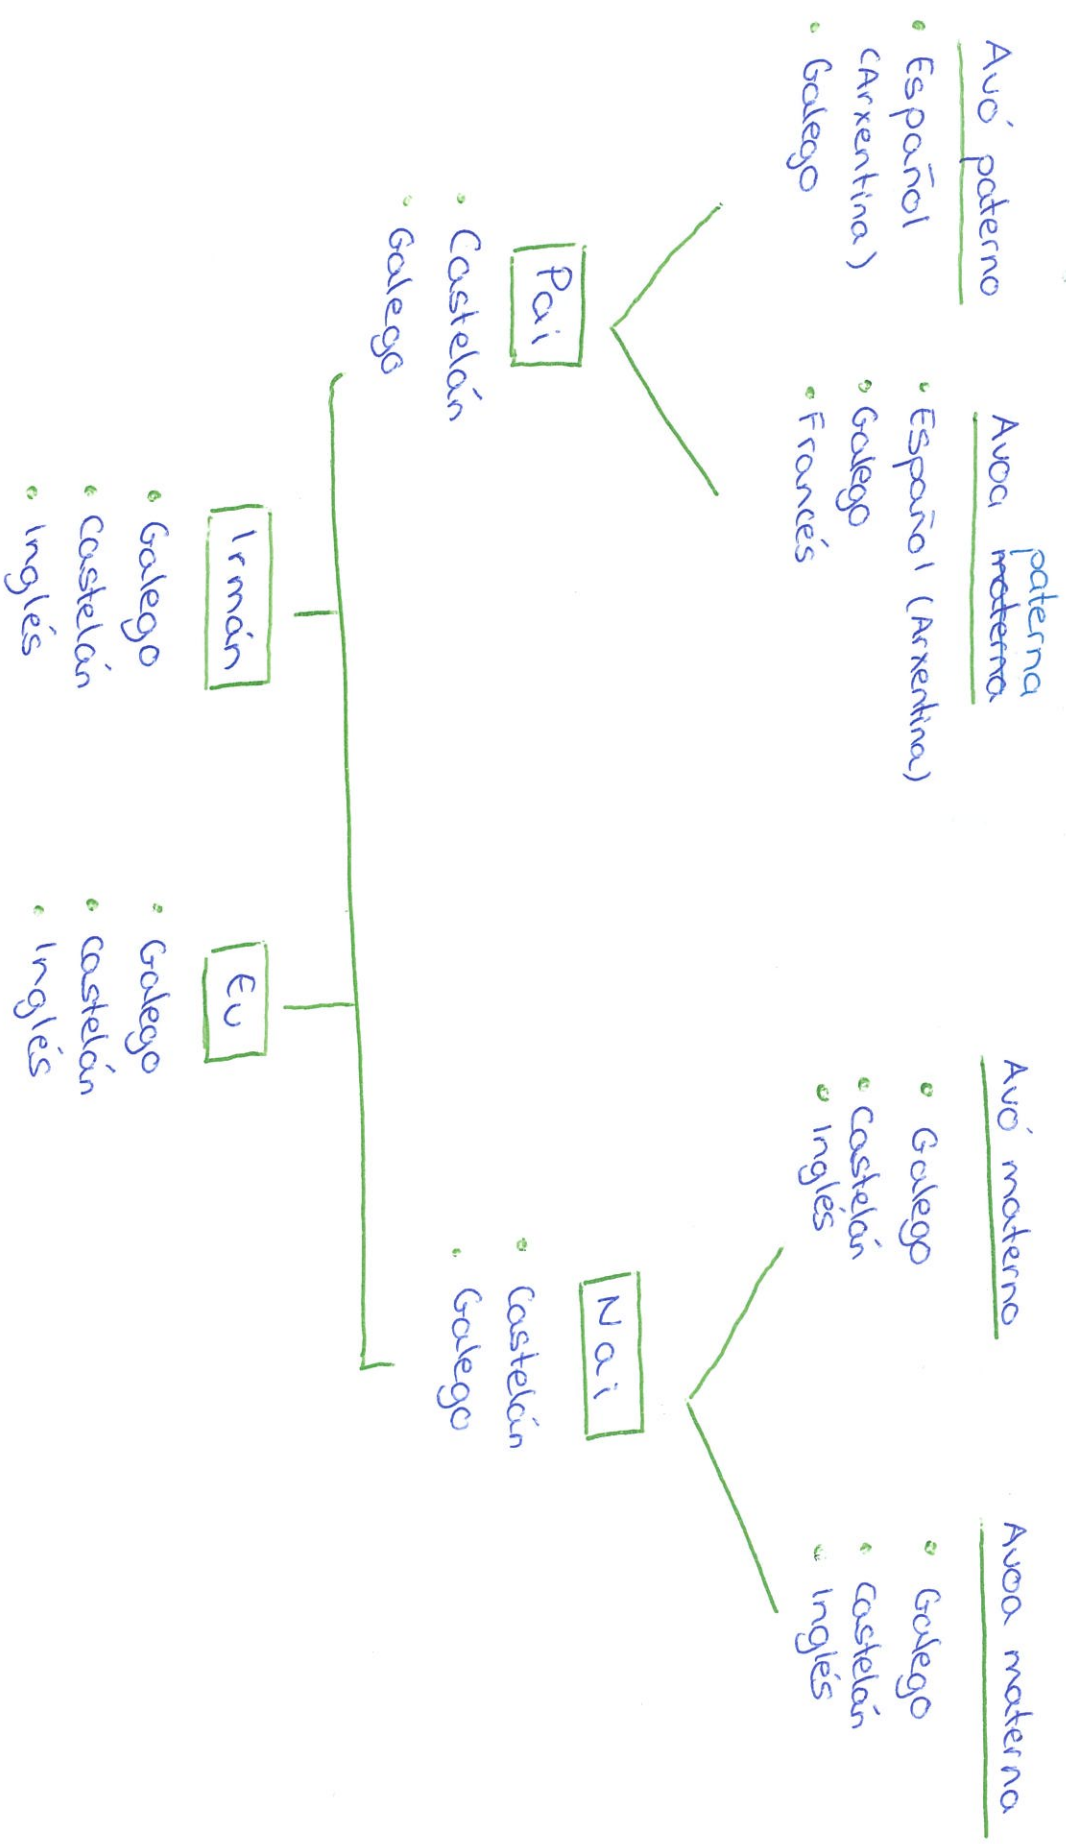 Avó paterno
• Español
(Arxentina)
• Galego
paterna
Avoa materna
• Español (Arxentina)
• Galego
• Francés
Avó materno
• Galego
• Castelán
• Inglés
Avoa materna
• Galego
• Castelán
• Inglés
Pai
• Castelán
• Galego
Nai
• Castelán
• Galego
Irmán
• Galego
• Castelán
• Inglés
Eu
• Galego
• Castelán
• Inglés